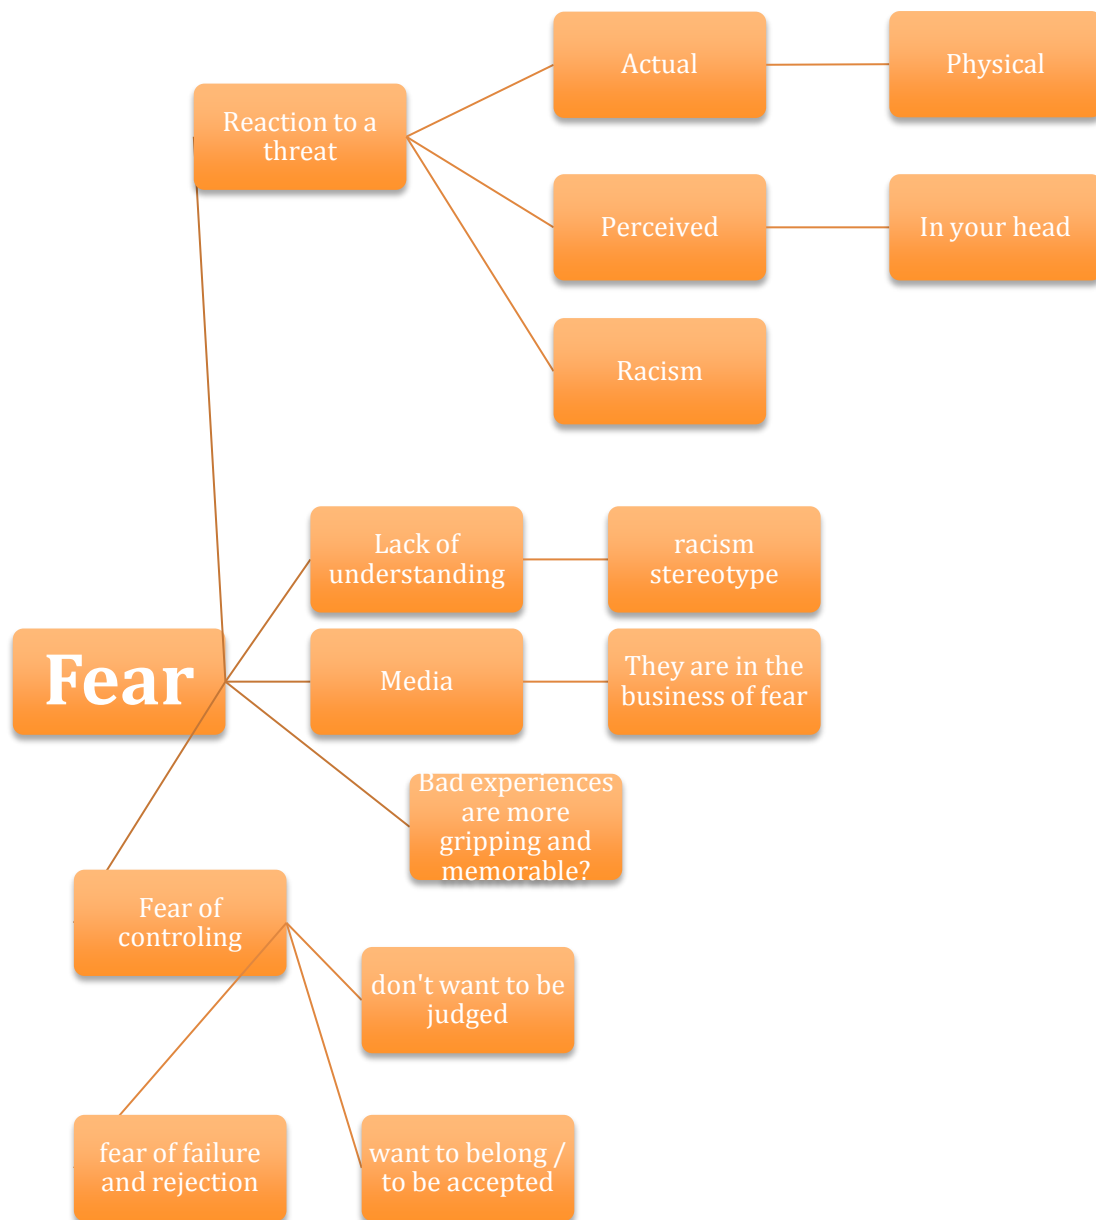 Actual
Physical
Reaction to a
threat
Perceived
In your head
Racism
Lack of
understanding
racism
stereotype
Fear
Media
They are in the
business of fear
Bad experiences
are more
gripping and
memorable?
Fear of
controling
don't want to be
judged
fear of failure
and rejection
want to belong /
to be accepted